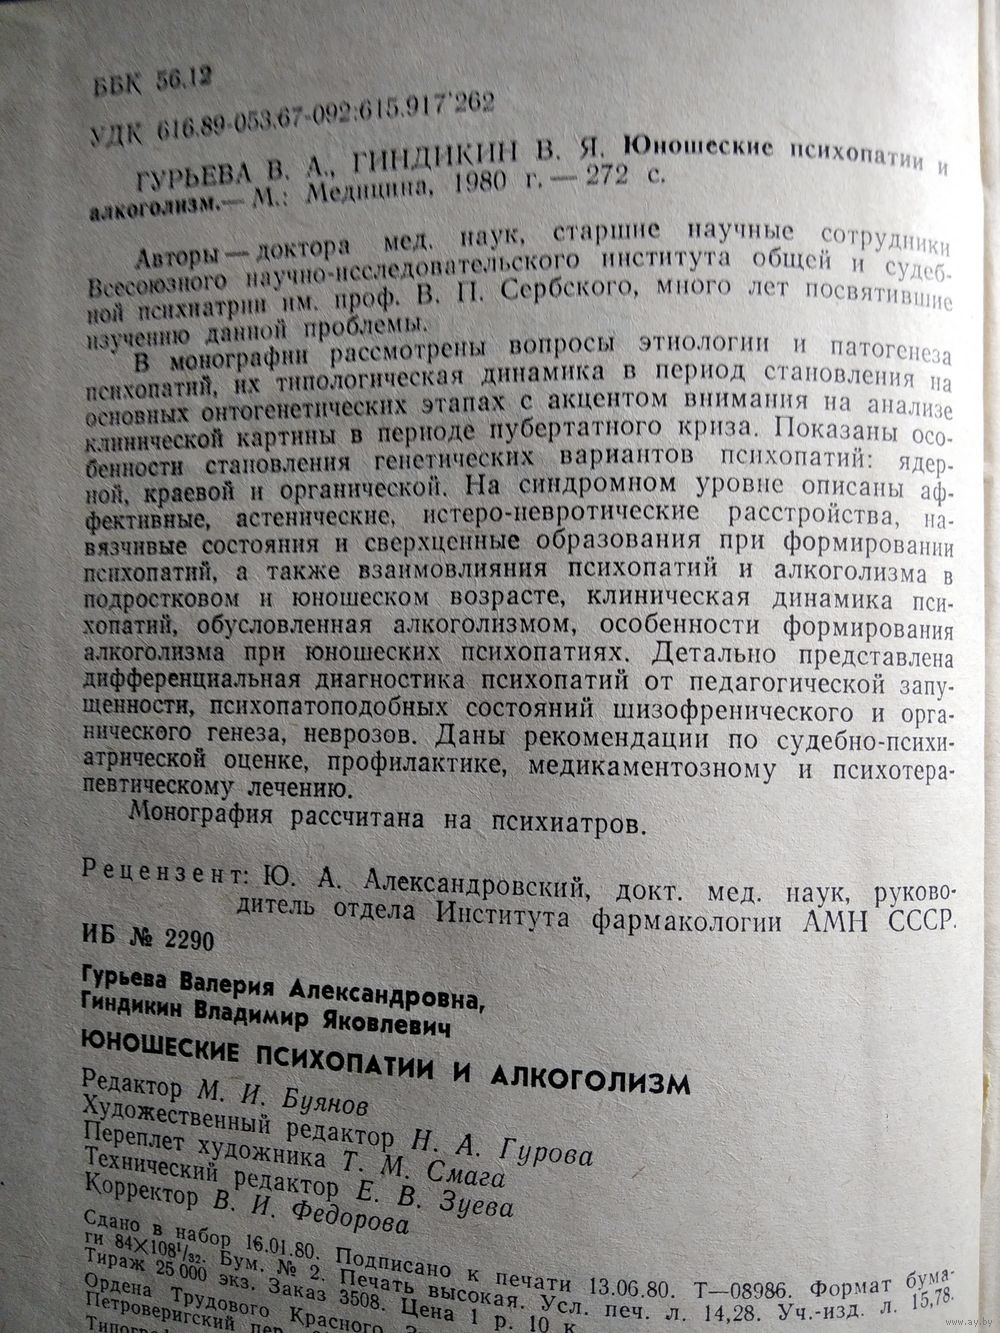 ББК 56.12
УДК 616.89-053.67-092:615.917'262
ГУРЬЕВА В. А., ГИНДИКИН В. Я. Юношеские психопатии и
алкоголизм.— М.: Медицина, 1980 г. — 272 с.
Авторы — доктора мед. наук, старшие научные сотрудники
Всесоюзного научно-исследовательского института общей и судеб-
ной психиатрии им. проф. В. П. Сербского, много лет посвятившие
изучению данной проблемы.
В монографии рассмотрены вопросы этиологии и патогенеза
психопатий, их типологическая динамика в период становления на
основных онтогенетических этапах с акцентом внимания на анализе
клинической картины в периоде пубертатного криза. Показаны осо-
бенности становления генетических вариантов психопатий: ядер-
ной, краевой и органической. На синдромном уровне описаны аф-
фективные, астенические, истеро-невротические расстройства, на-
вязчивые состояния и сверхценные образования при формировании
психопатий, а также взаимовлияния психопатий и алкоголизма в
подростковом и юношеском возрасте, клиническая динамика пси-
хопатий, обусловленная алкоголизмом, особенности формирования
алкоголизма при юношеских психопатиях. Детально представлена
дифференциальная диагностика психопатий от педагогической запу-
щенности, психопатоподобных состояний шизофренического и орга-
нического генеза, неврозов. Даны рекомендации по судебно-психи-
атрической оценке, профилактике, медикаментозному и психотера-
певтическому лечению.
Монография рассчитана на психиатров.
Рецензент: Ю. А. Александровский, докт. мед. наук, руково-
дитель отдела Института фармакологии АМН СССР.
ИБ № 2290
Гурьева Валерия Александровна,
Гиндикин Владимир Яковлевич
ЮНОШЕСКИЕ ПСИХОПАТИИ И АЛКОГОЛИЗМ
Редактор М. И. Буянов
Художественный редактор Н. А. Гурова
Переплет художника Т. М. Смага
Технический редактор Е. В. Зуева
Корректор В. И. Федорова
Сдано в набор 16.01.80. Подписано к печати 13.06.80. Т—08986. Формат бума-
ги 84×108¹/₃₂. Бум. № 2. Печать высокая. Усл. печ. л. 14,28. Уч.-изд. л. 15,78.
Тираж 25 000 экз. Заказ 3508. Цена 1 р. 10 к.
Ордена Трудового Красного
Петроверигский пер.
www.ay.by